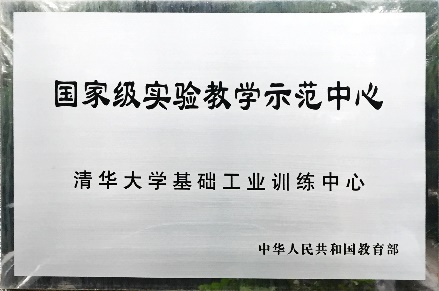 国家级实验教学示范中心
清华大学基础工业训练中心
中华人民共和国教育部